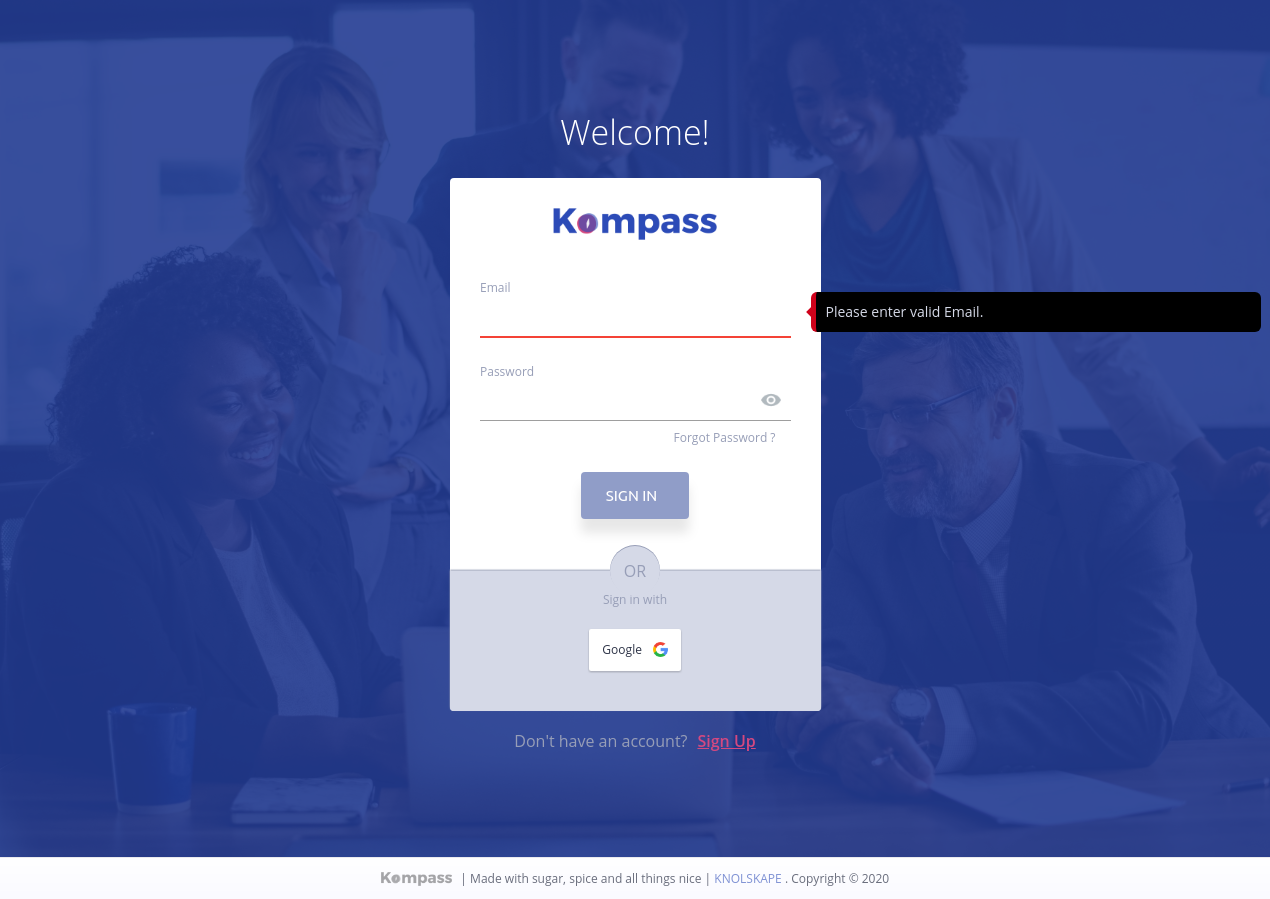 Welcome!
Kompass
Email
Please enter valid Email.
Password
Forgot Password ?
SIGN IN
OR
Sign in with
Google
Don't have an account? Sign Up
Kompass | Made with sugar, spice and all things nice | KNOLSKAPE . Copyright © 2020